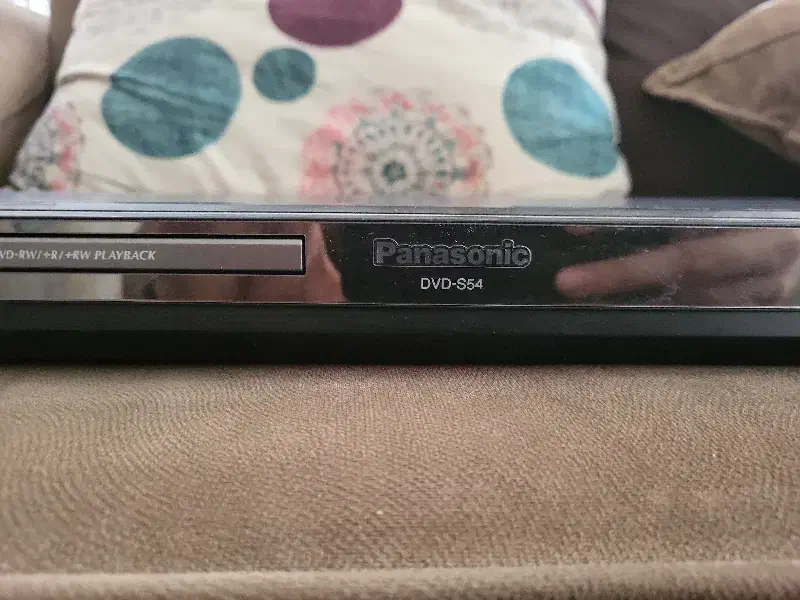 VD-RW/+R/+RW PLAYBACK
Panasonic
DVD-S54